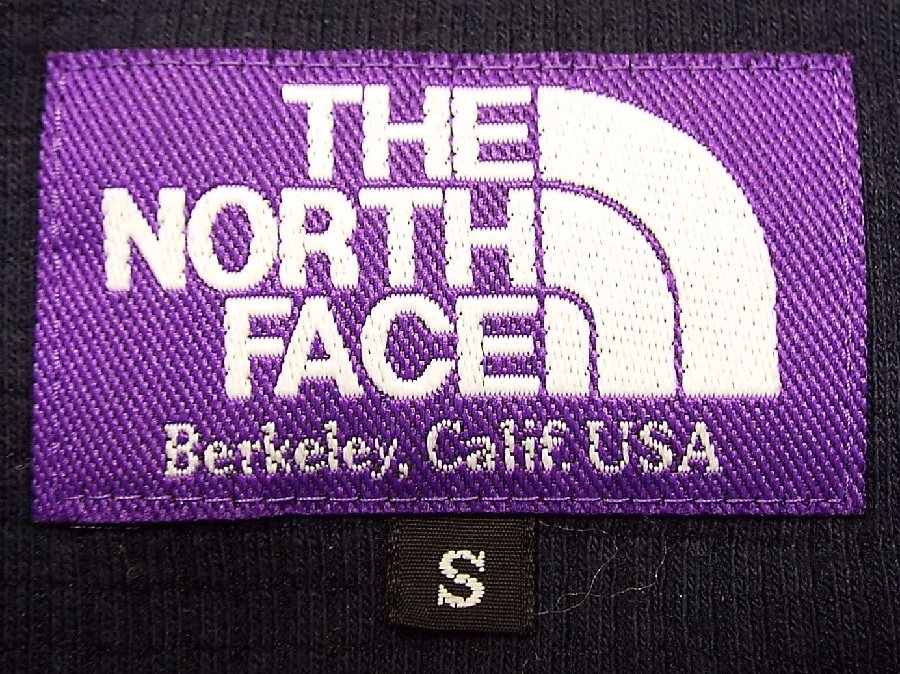 THE
NORTH
FACE
Berkeley, Calif. USA
S